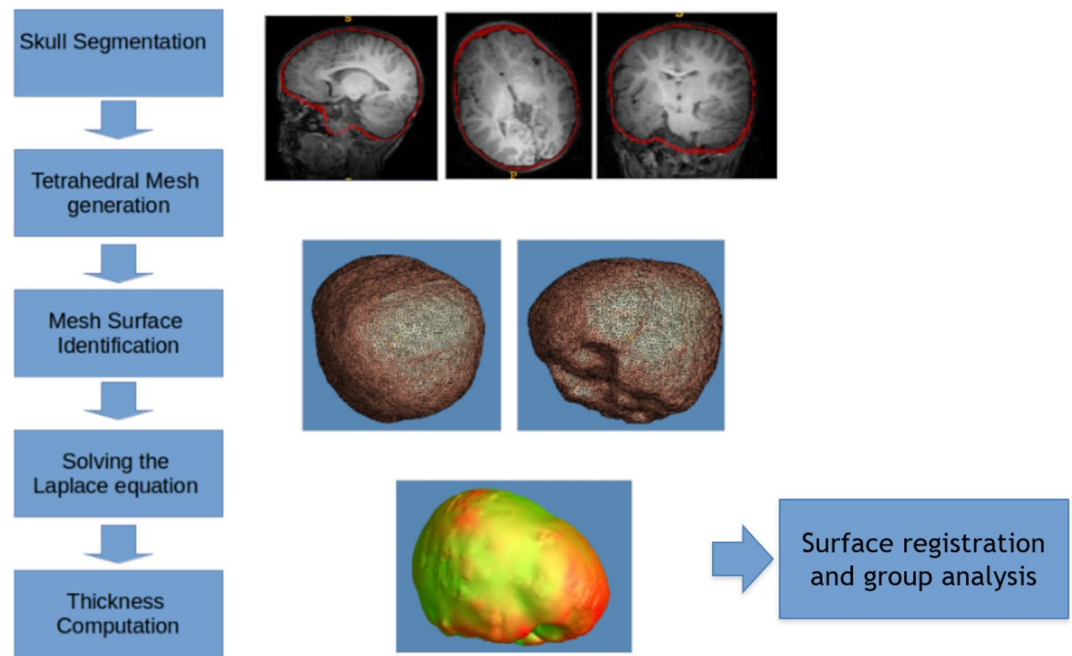 Skull Segmentation
Tetrahedral Mesh
generation
Mesh Surface
Identification
Solving the
Laplace equation
Thickness
Computation
S
P
S
Surface registration
and group analysis